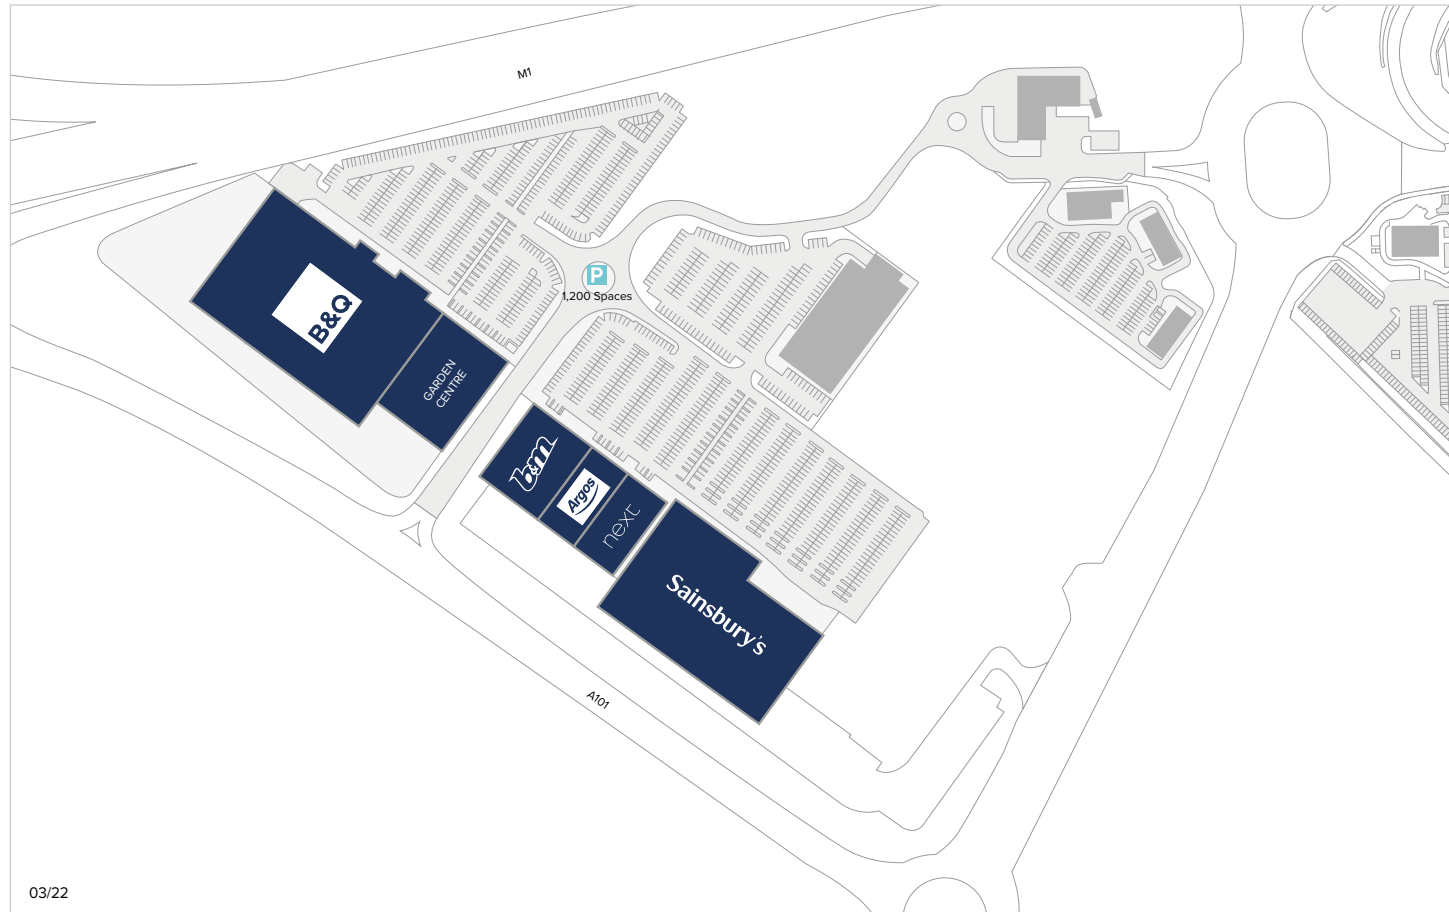 M1
P
1,200 Spaces
B&Q
GARDEN
CENTRE
b&m
Argos
next
Sainsbury's
A101
03/22